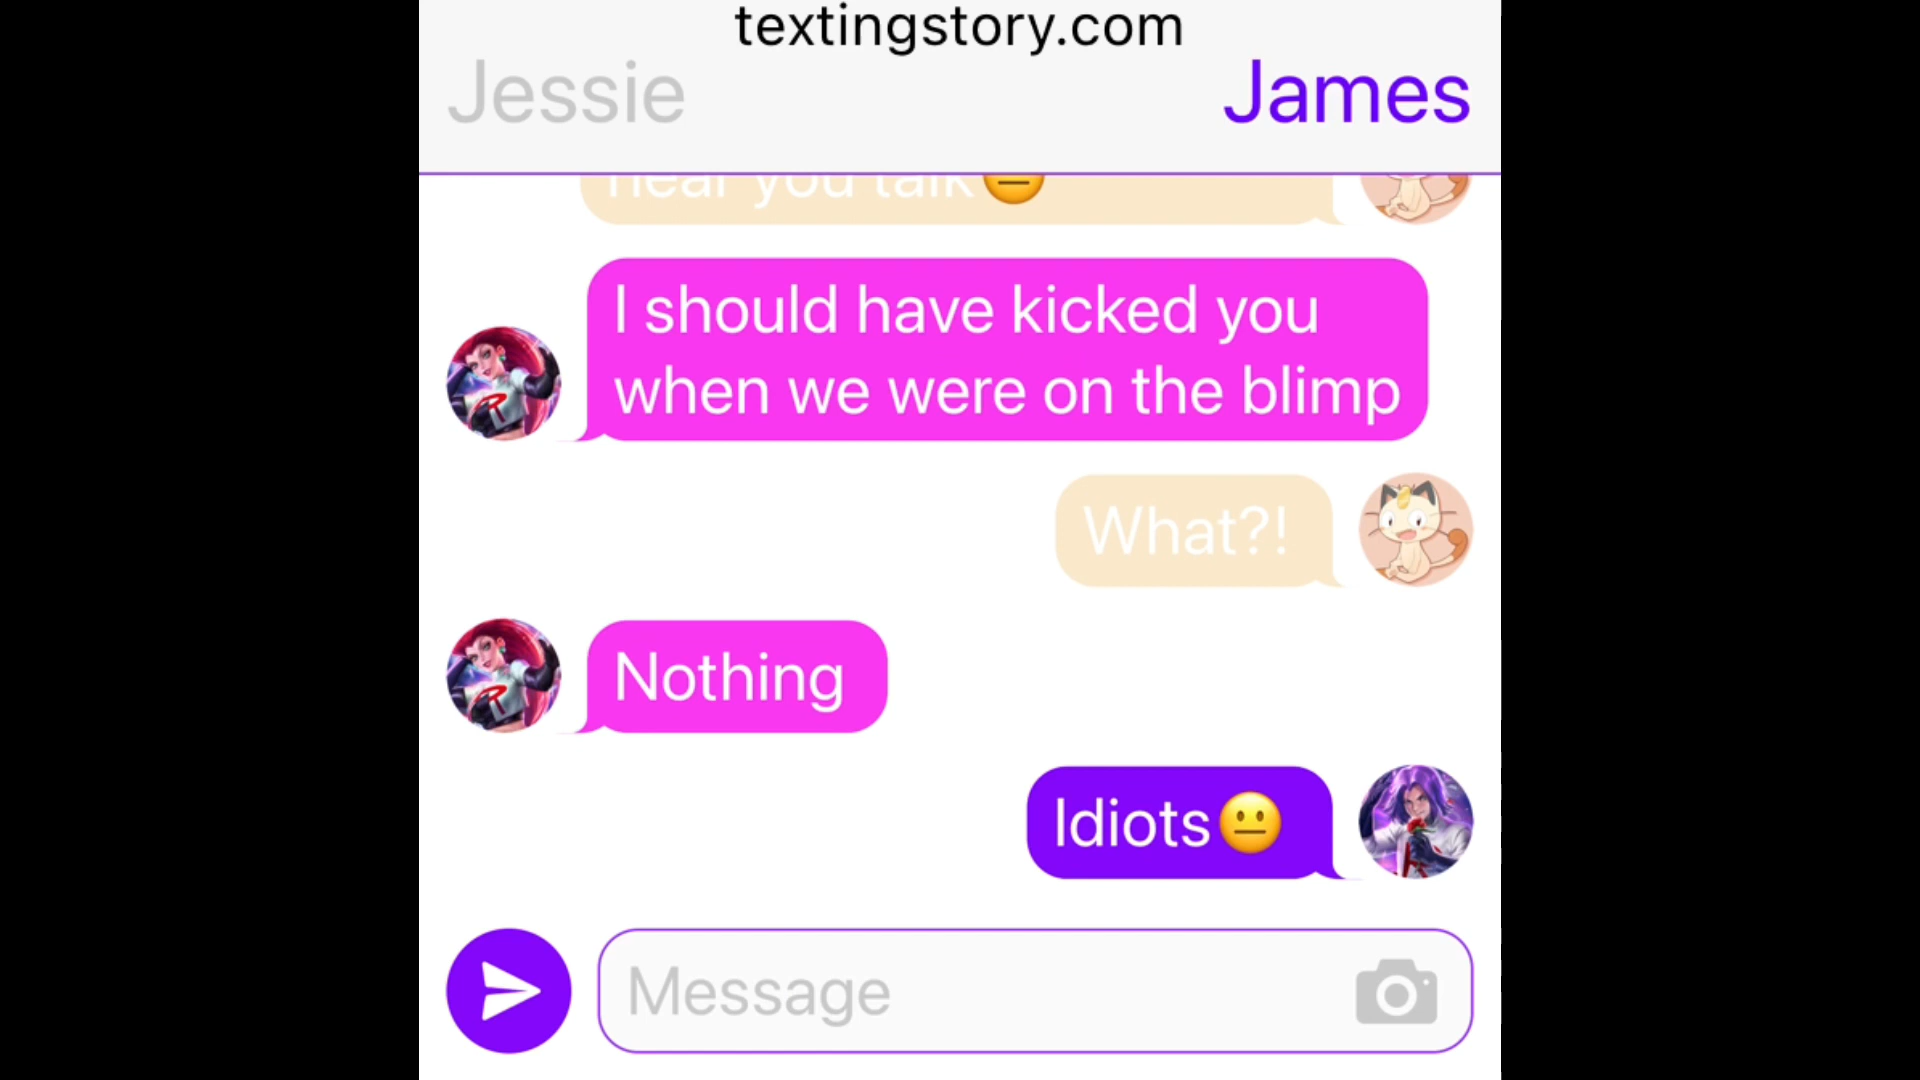 textingstory.com
Jessie James
hear you talk😐
I should have kicked you
when we were on the blimp
What?!
Nothing
Idiots😐
Message